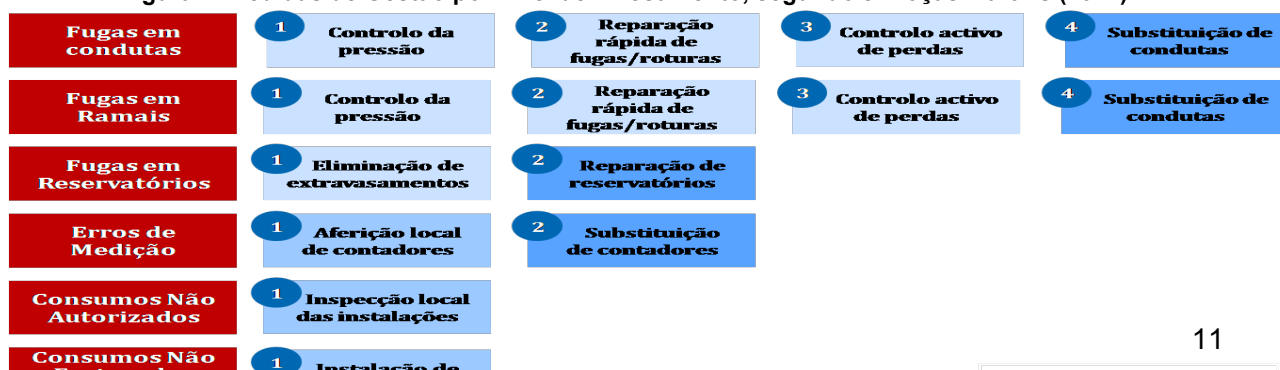 Fugas em
condutas
1
Controlo da
pressão
2
Reparação
rápida de
fugas/roturas
3
Controlo activo
de perdas
4
Substituição de
condutas
Fugas em
Ramais
1
Controlo da
pressão
2
Reparação
rápida de
fugas/roturas
3
Controlo activo
de perdas
4
Substituição de
condutas
Fugas em
Reservatórios
1
Eliminação de
extravasamentos
2
Reparação de
reservatórios
Erros de
Medição
1
Aferição local
de contadores
2
Substituição
de contadores
Consumos Não
Autorizados
1
Inspecção local
das instalações
Consumos Não
1
Instalação de
11